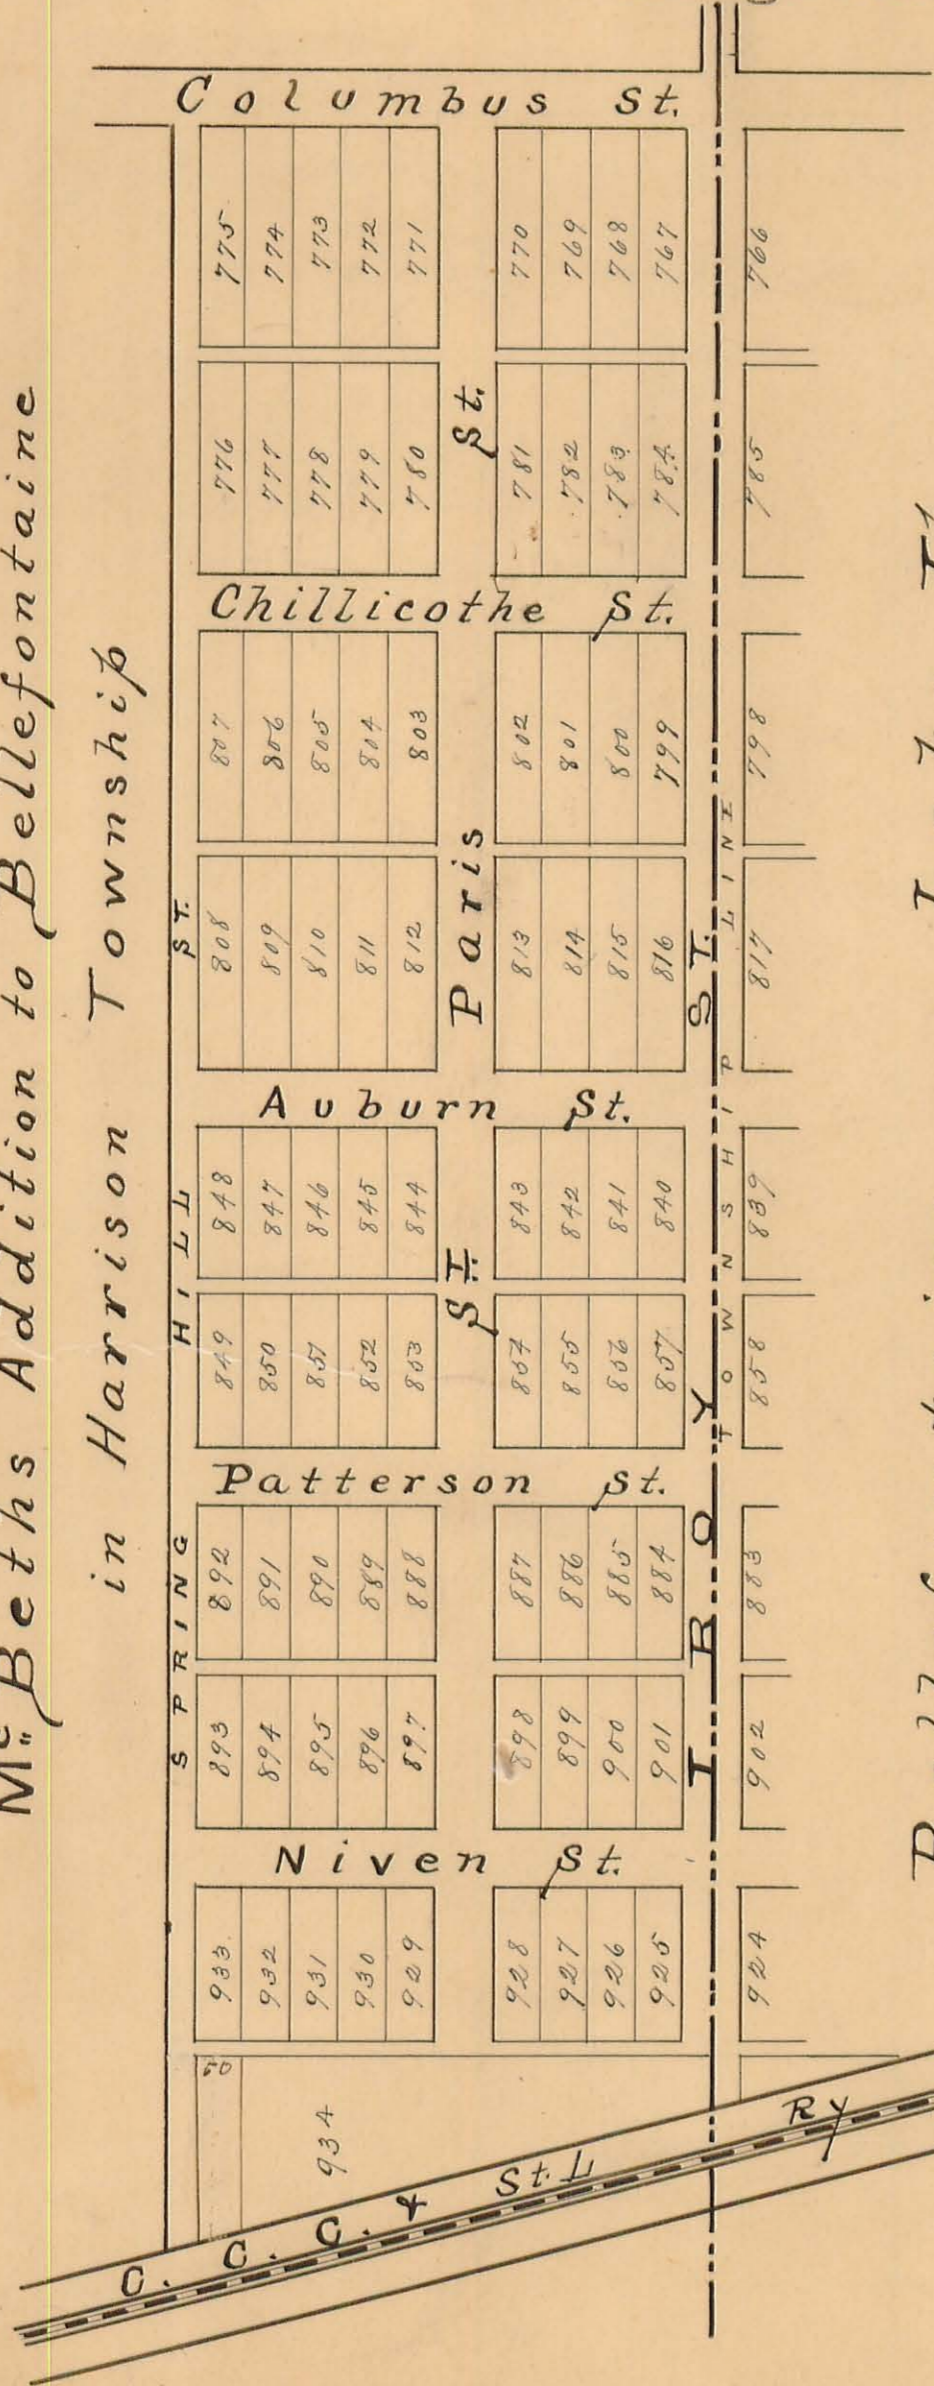 Mc Beths Addition to Bellefontaine
in Harrison Township
Columbus St.
775 774 773 772 771 770 769 768 767 766
776 777 778 779 780 781 782 783 784 785
St.
Chillicothe St.
807 806 805 804 803 802 801 800 799 798
808 809 810 811 812 813 814 815 816 817
Paris
Auburn St.
848 847 846 845 844 843 842 841 840 839
849 850 851 852 853 854 855 856 857 858
ST.
Patterson St.
892 891 890 889 888 887 886 885 884 883
893 894 895 896 897 898 899 900 901 902
Niven St.
933 932 931 930 929 928 927 926 925 924
50
934
SPRING HILL ST.
TROY ST.
TOWNSHIP LINE
C. C. C. & St. L RY